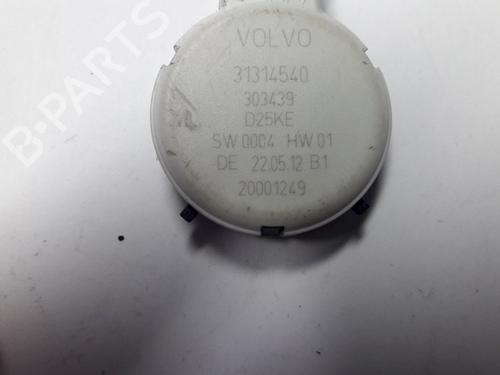 VOLVO
31314540
303439
D25KE
SW 0004 HW 01
DE 22.05.12 B1
20001249
B-PARTS